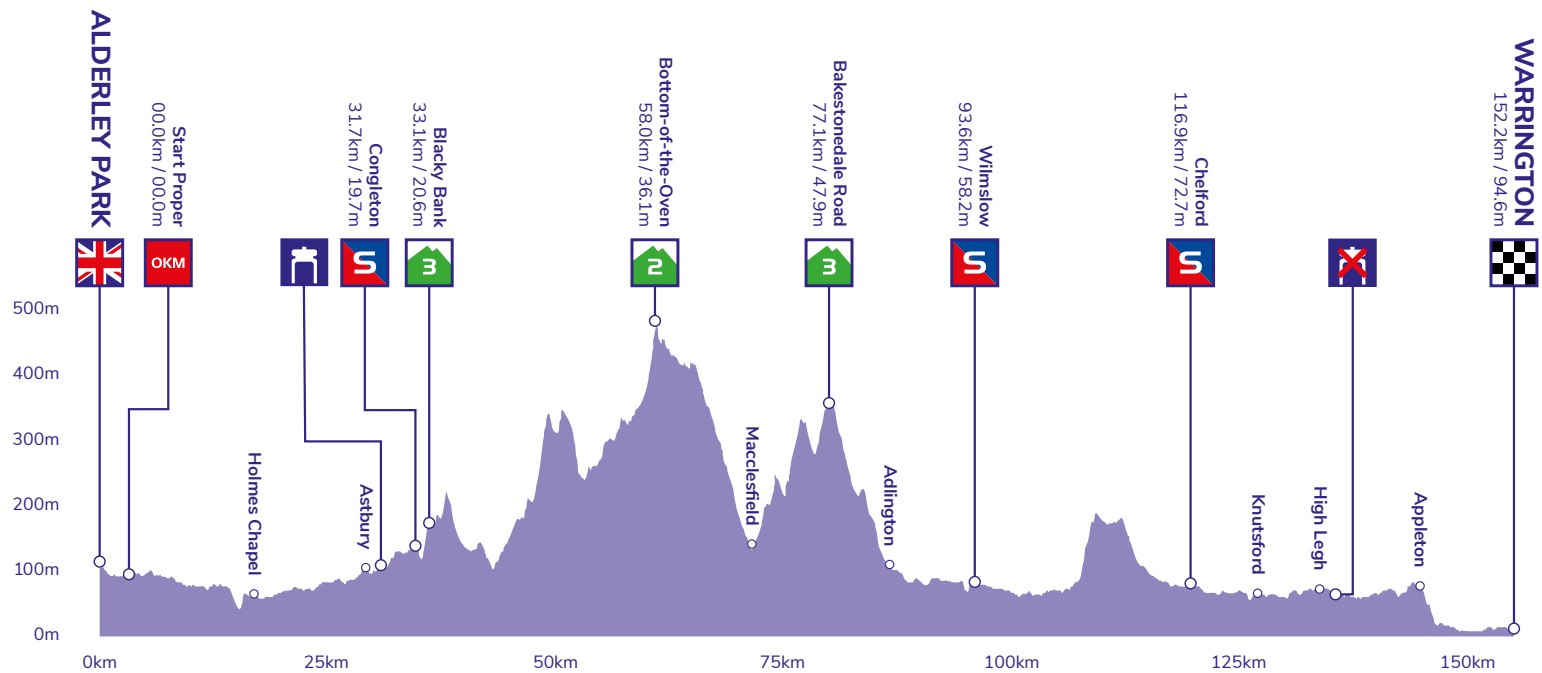 ALDERLEY PARK
Start Proper
00.0km / 00.0m
Congleton
31.7km / 19.7m
Blacky Bank
33.1km / 20.6m
Bottom-of-the-Oven
58.0km / 36.1m
Bakestonedale Road
77.1km / 47.9m
Wilmslow
93.6km / 58.2m
Chelford
116.9km / 72.7m
WARRINGTON
152.2km / 94.6m
0KM
S
3
2
3
S
S
500m
400m
300m
200m
100m
0m
Holmes Chapel
Astbury
Macclesfield
Adlington
Knutsford
High Legh
Appleton
0km
25km
50km
75km
100km
125km
150km